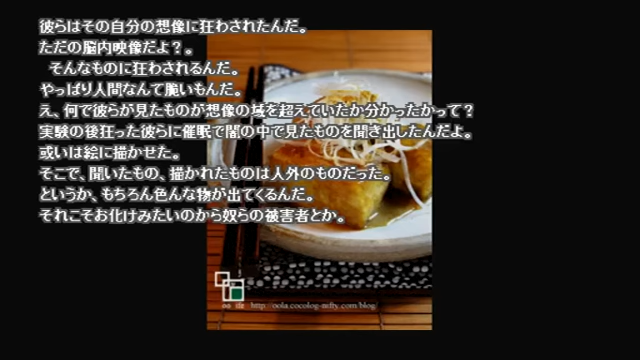 彼らはその自分の想像に狂わされたんだ。
ただの脳内映像だよ？。
そんなものに狂わされるんだ。
やっぱり人間なんて脆いもんだ。
え、何で彼らが見たものが想像の域を超えていたか分かったかって？
実験の後狂った彼らに催眠で闇の中で見たものを聞き出したんだよ。
或いは絵に描かせた。
そこで、聞いたもの、描かれたものは人外のものだった。
というか、もちろん色んな物が出てくるんだ。
それこそお化けみたいのから奴らの被害者とか。
http://oola.cocolog-nifty.com/blog/